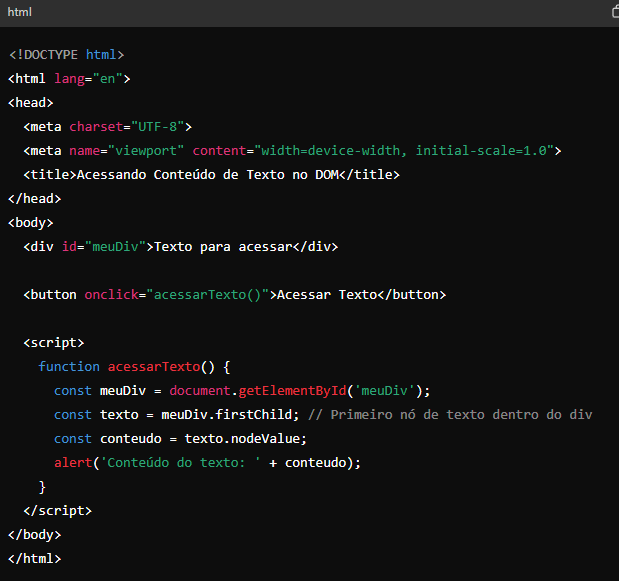 html
<!DOCTYPE html>
<html lang="en">
<head>
  <meta charset="UTF-8">
  <meta name="viewport" content="width=device-width, initial-scale=1.0">
  <title>Acessando Conteúdo de Texto no DOM</title>
</head>
<body>
  <div id="meuDiv">Texto para acessar</div>
  <button onclick="acessarTexto()">Acessar Texto</button>
  <script>
    function acessarTexto() {
      const meuDiv = document.getElementById('meuDiv');
      const texto = meuDiv.firstChild; // Primeiro nó de texto dentro do div
      const conteudo = texto.nodeValue;
      alert('Conteúdo do texto: ' + conteudo);
    }
  </script>
</body>
</html>